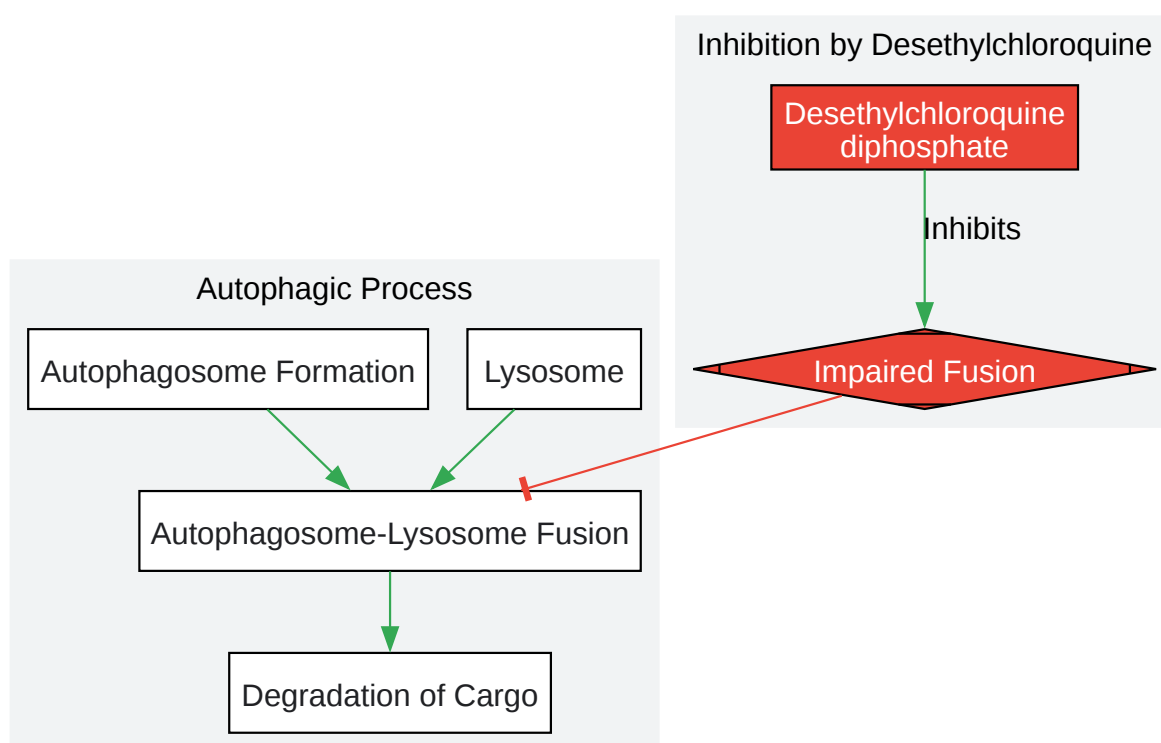 Inhibition by Desethylchloroquine
Desethylchloroquine
diphosphate
Inhibits
Impaired Fusion
Autophagic Process
Autophagosome Formation
Lysosome
Autophagosome-Lysosome Fusion
Degradation of Cargo